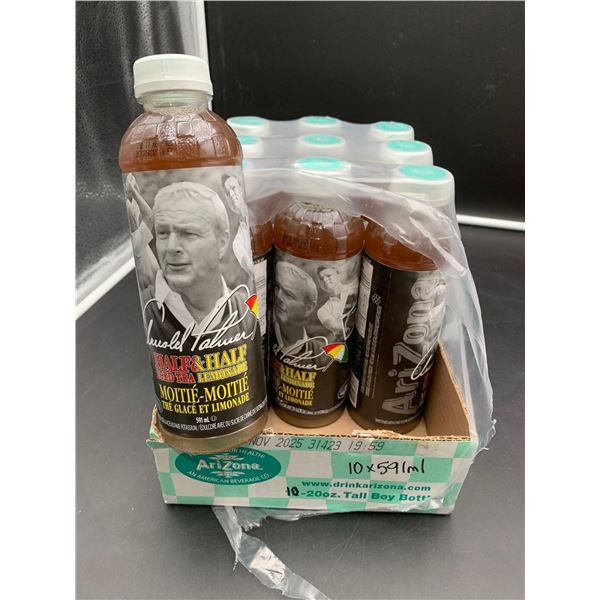 Arnold Palmer
HALF&HALF
ICED TEA LEMONADE
MOITIÉ-MOITIÉ
THÉ GLACÉ ET LIMONADE
591 mL
Arnold Palmer
HALF
LEMONADE
MOITIÉ
ET LIMONADE
AriZona
NOV 2025 31423 19:59
10x591ml
AriZona
AN AMERICAN BEVERAGE CO.
www.drinkarizona.com
10-20oz. Tall Boy Bott